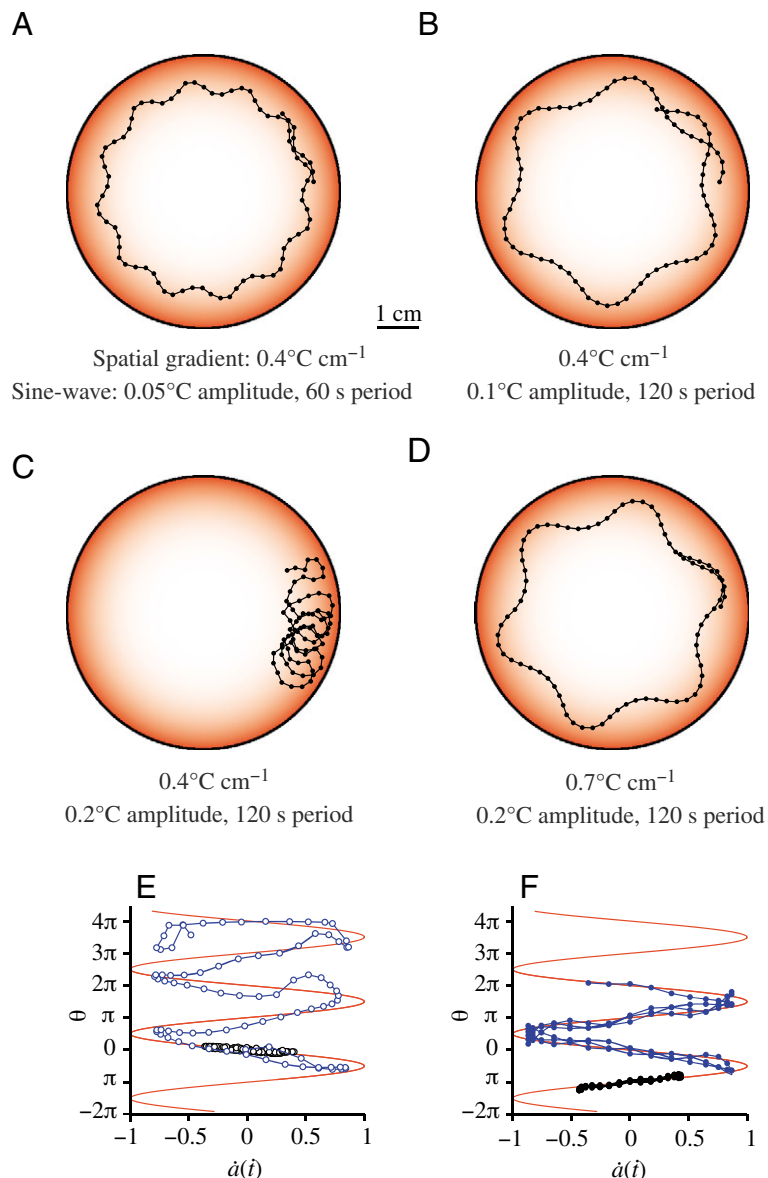 A
B
1 cm
Spatial gradient: 0.4°C cm⁻¹
Sine-wave: 0.05°C amplitude, 60 s period
0.4°C cm⁻¹
0.1°C amplitude, 120 s period
C
D
0.4°C cm⁻¹
0.2°C amplitude, 120 s period
0.7°C cm⁻¹
0.2°C amplitude, 120 s period
E
4π
3π
2π
π
0
π
−2π
θ
−1
−0.5
0
0.5
1
ȧ(ṫ)
F
4π
3π
2π
π
0
π
−2π
θ
−1
−0.5
0
0.5
1
ȧ(ṫ)